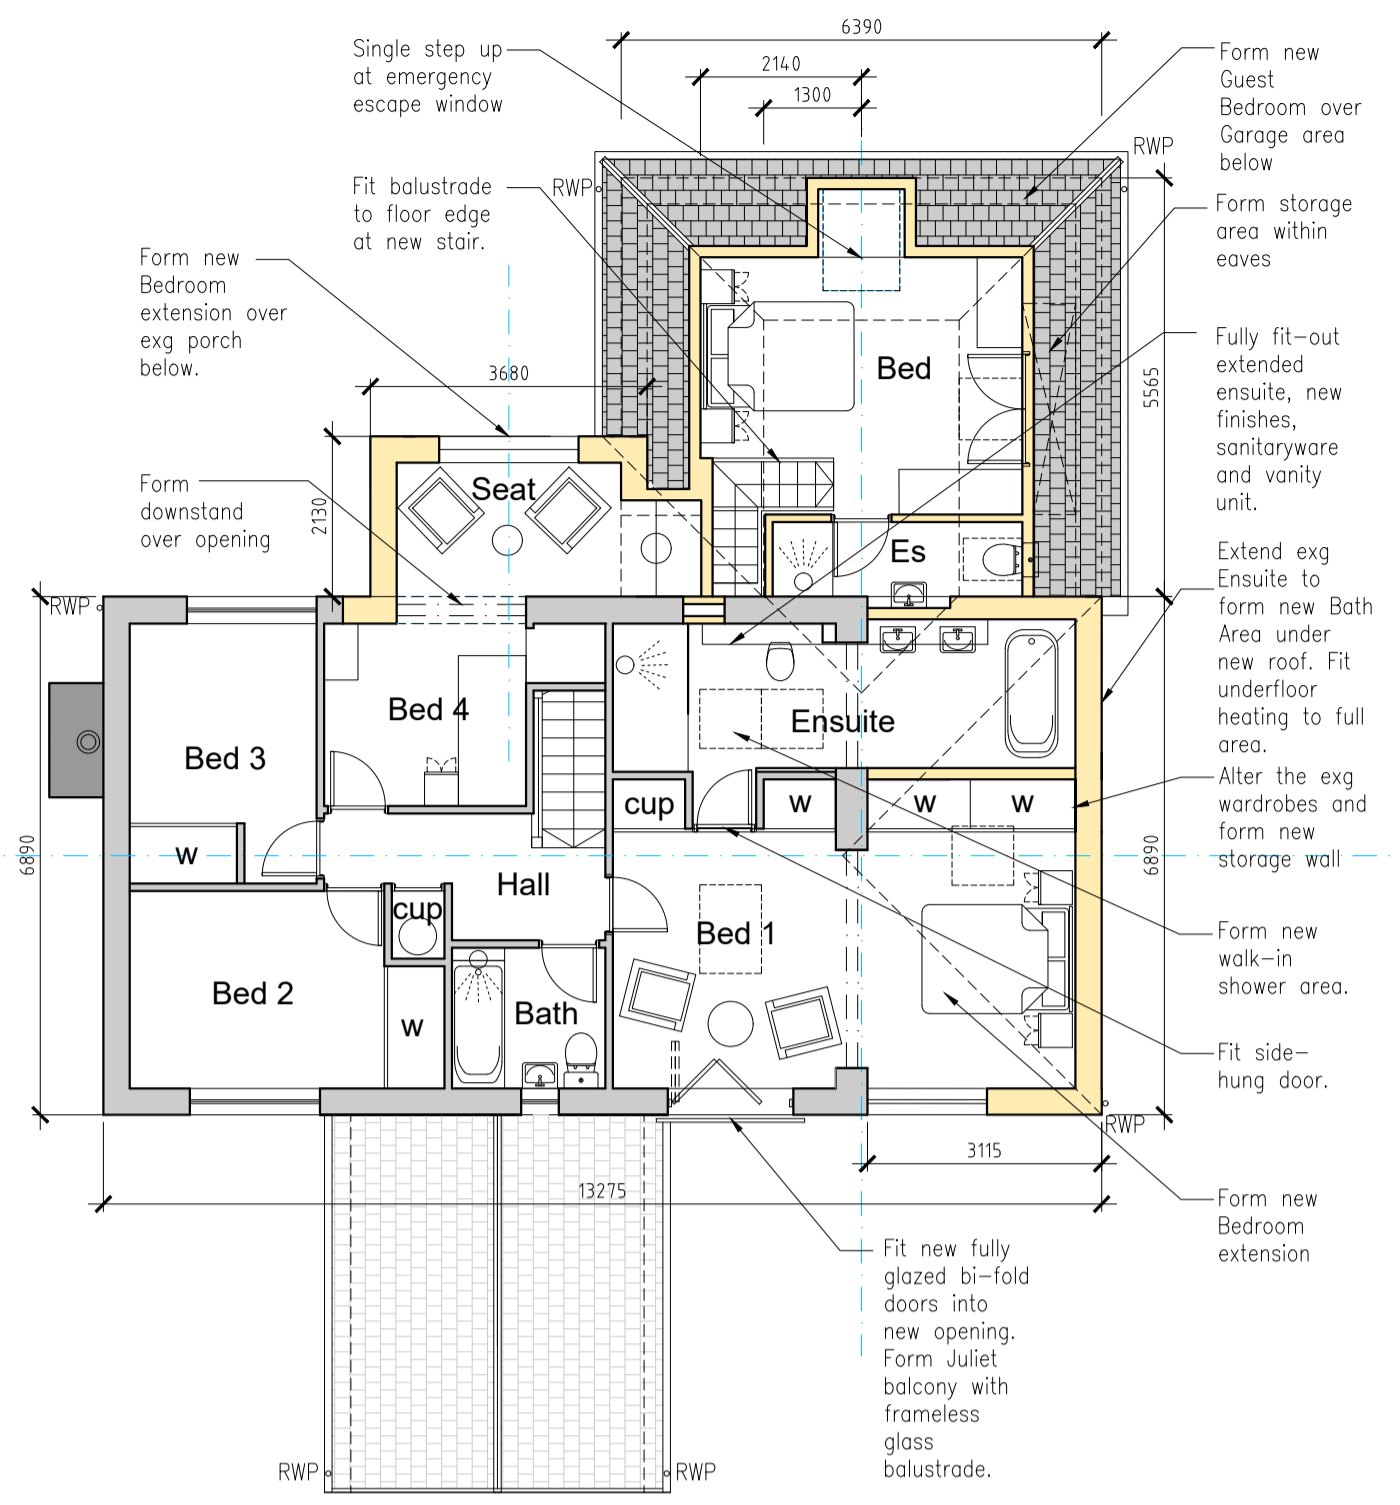 6390
Single step up
at emergency
escape window
2140
1300
Form new
Guest
Bedroom over
Garage area
below
RWP
RWP
Fit balustrade
to floor edge
at new stair.
Form storage
area within
eaves
Form new
Bedroom
extension over
exg porch
below.
Fully fit-out
extended
ensuite, new
finishes,
sanitaryware
and vanity
unit.
3680
Bed
5565
Seat
Form
downstand
over opening
2130
Es
Extend exg
Ensuite to
form new Bath
Area under
new roof. Fit
underfloor
heating to full
area.
RWP
Bed 4
Ensuite
Bed 3
Alter the exg
wardrobes and
form new
storage wall
cup
w
w
w
w
6890
6890
Hall
cup
Bed 1
Form new
walk-in
shower area.
Bed 2
w
Bath
Fit side-
hung door.
RWP
3115
13275
Form new
Bedroom
extension
Fit new fully
glazed bi-fold
doors into
new opening.
Form Juliet
balcony with
frameless
glass
balustrade.
RWP
RWP